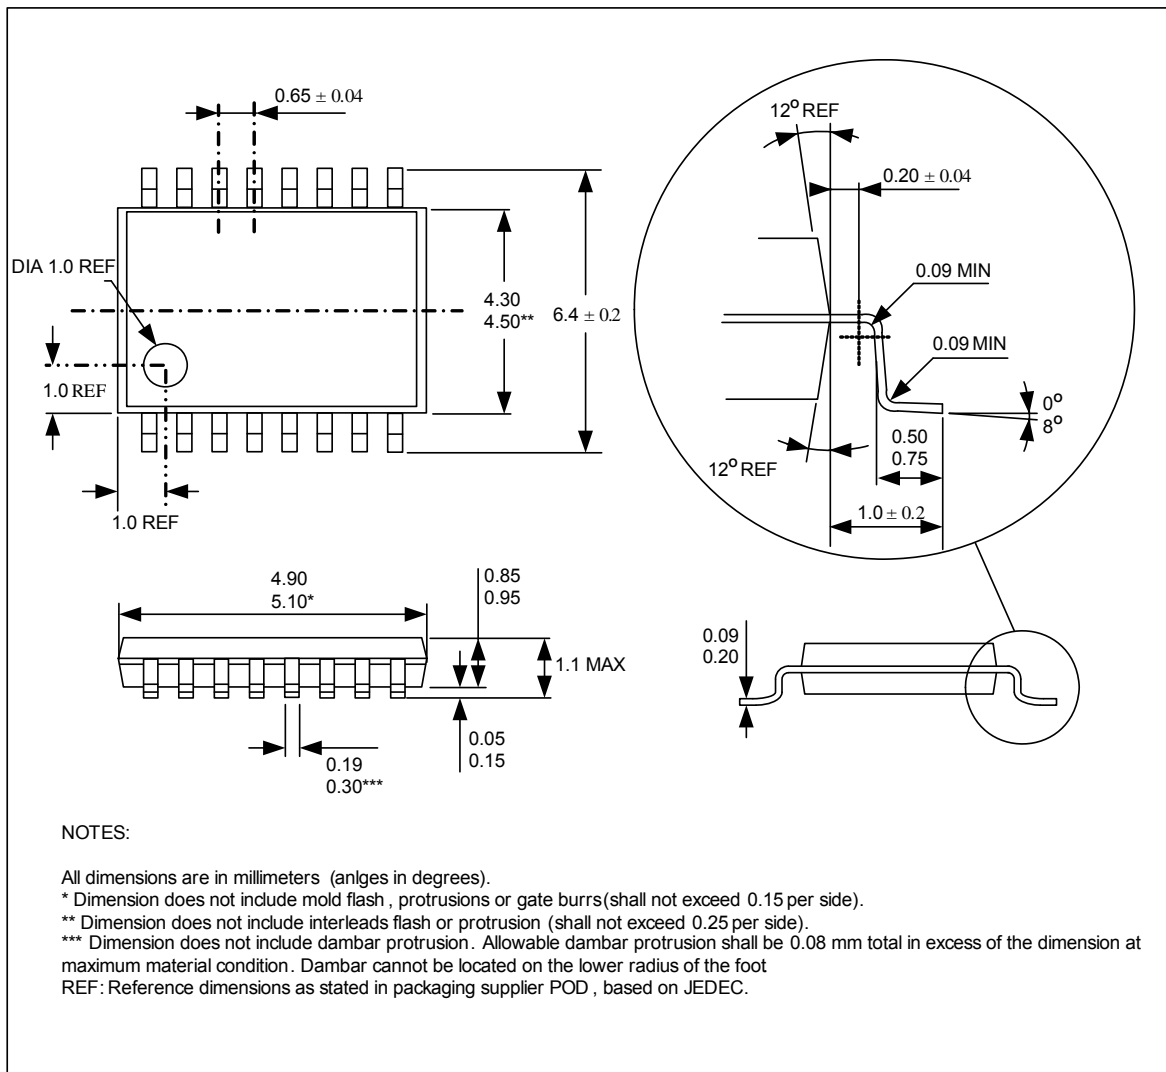 0.65 ± 0.04
12° REF
0.20 ± 0.04
DIA 1.0 REF
0.09 MIN
4.30
4.50**
6.4 ± 0.2
0.09 MIN
1.0 REF
0°
8°
0.50
0.75
12° REF
1.0 ± 0.2
1.0 REF
4.90
5.10*
0.85
0.95
1.1 MAX
0.09
0.20
0.05
0.15
0.19
0.30***
NOTES:
All dimensions are in millimeters (anlges in degrees).
* Dimension does not include mold flash, protrusions or gate burrs(shall not exceed 0.15 per side).
** Dimension does not include interleads flash or protrusion (shall not exceed 0.25 per side).
*** Dimension does not include dambar protrusion. Allowable dambar protrusion shall be 0.08 mm total in excess of the dimension at
maximum material condition. Dambar cannot be located on the lower radius of the foot
REF: Reference dimensions as stated in packaging supplier POD, based on JEDEC.